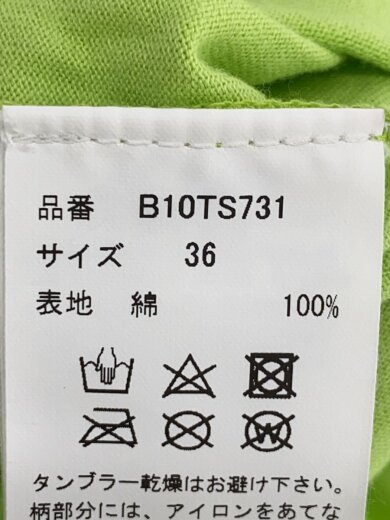 品番 B10TS731
サイズ 36
表地 綿 100%
W
タンブラー乾燥はお避け下さい。
柄部分には、アイロンをあてな